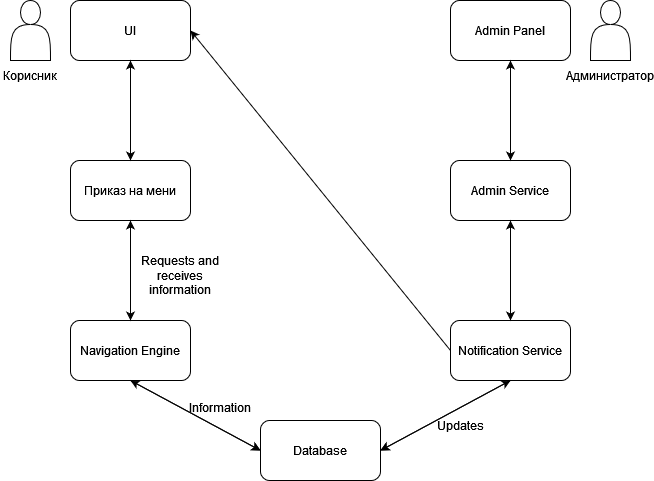 UI
Admin Panel
Корисник
Администратор
Приказ на мени
Admin Service
Requests and
receives
information
Navigation Engine
Notification Service
Information
Updates
Database